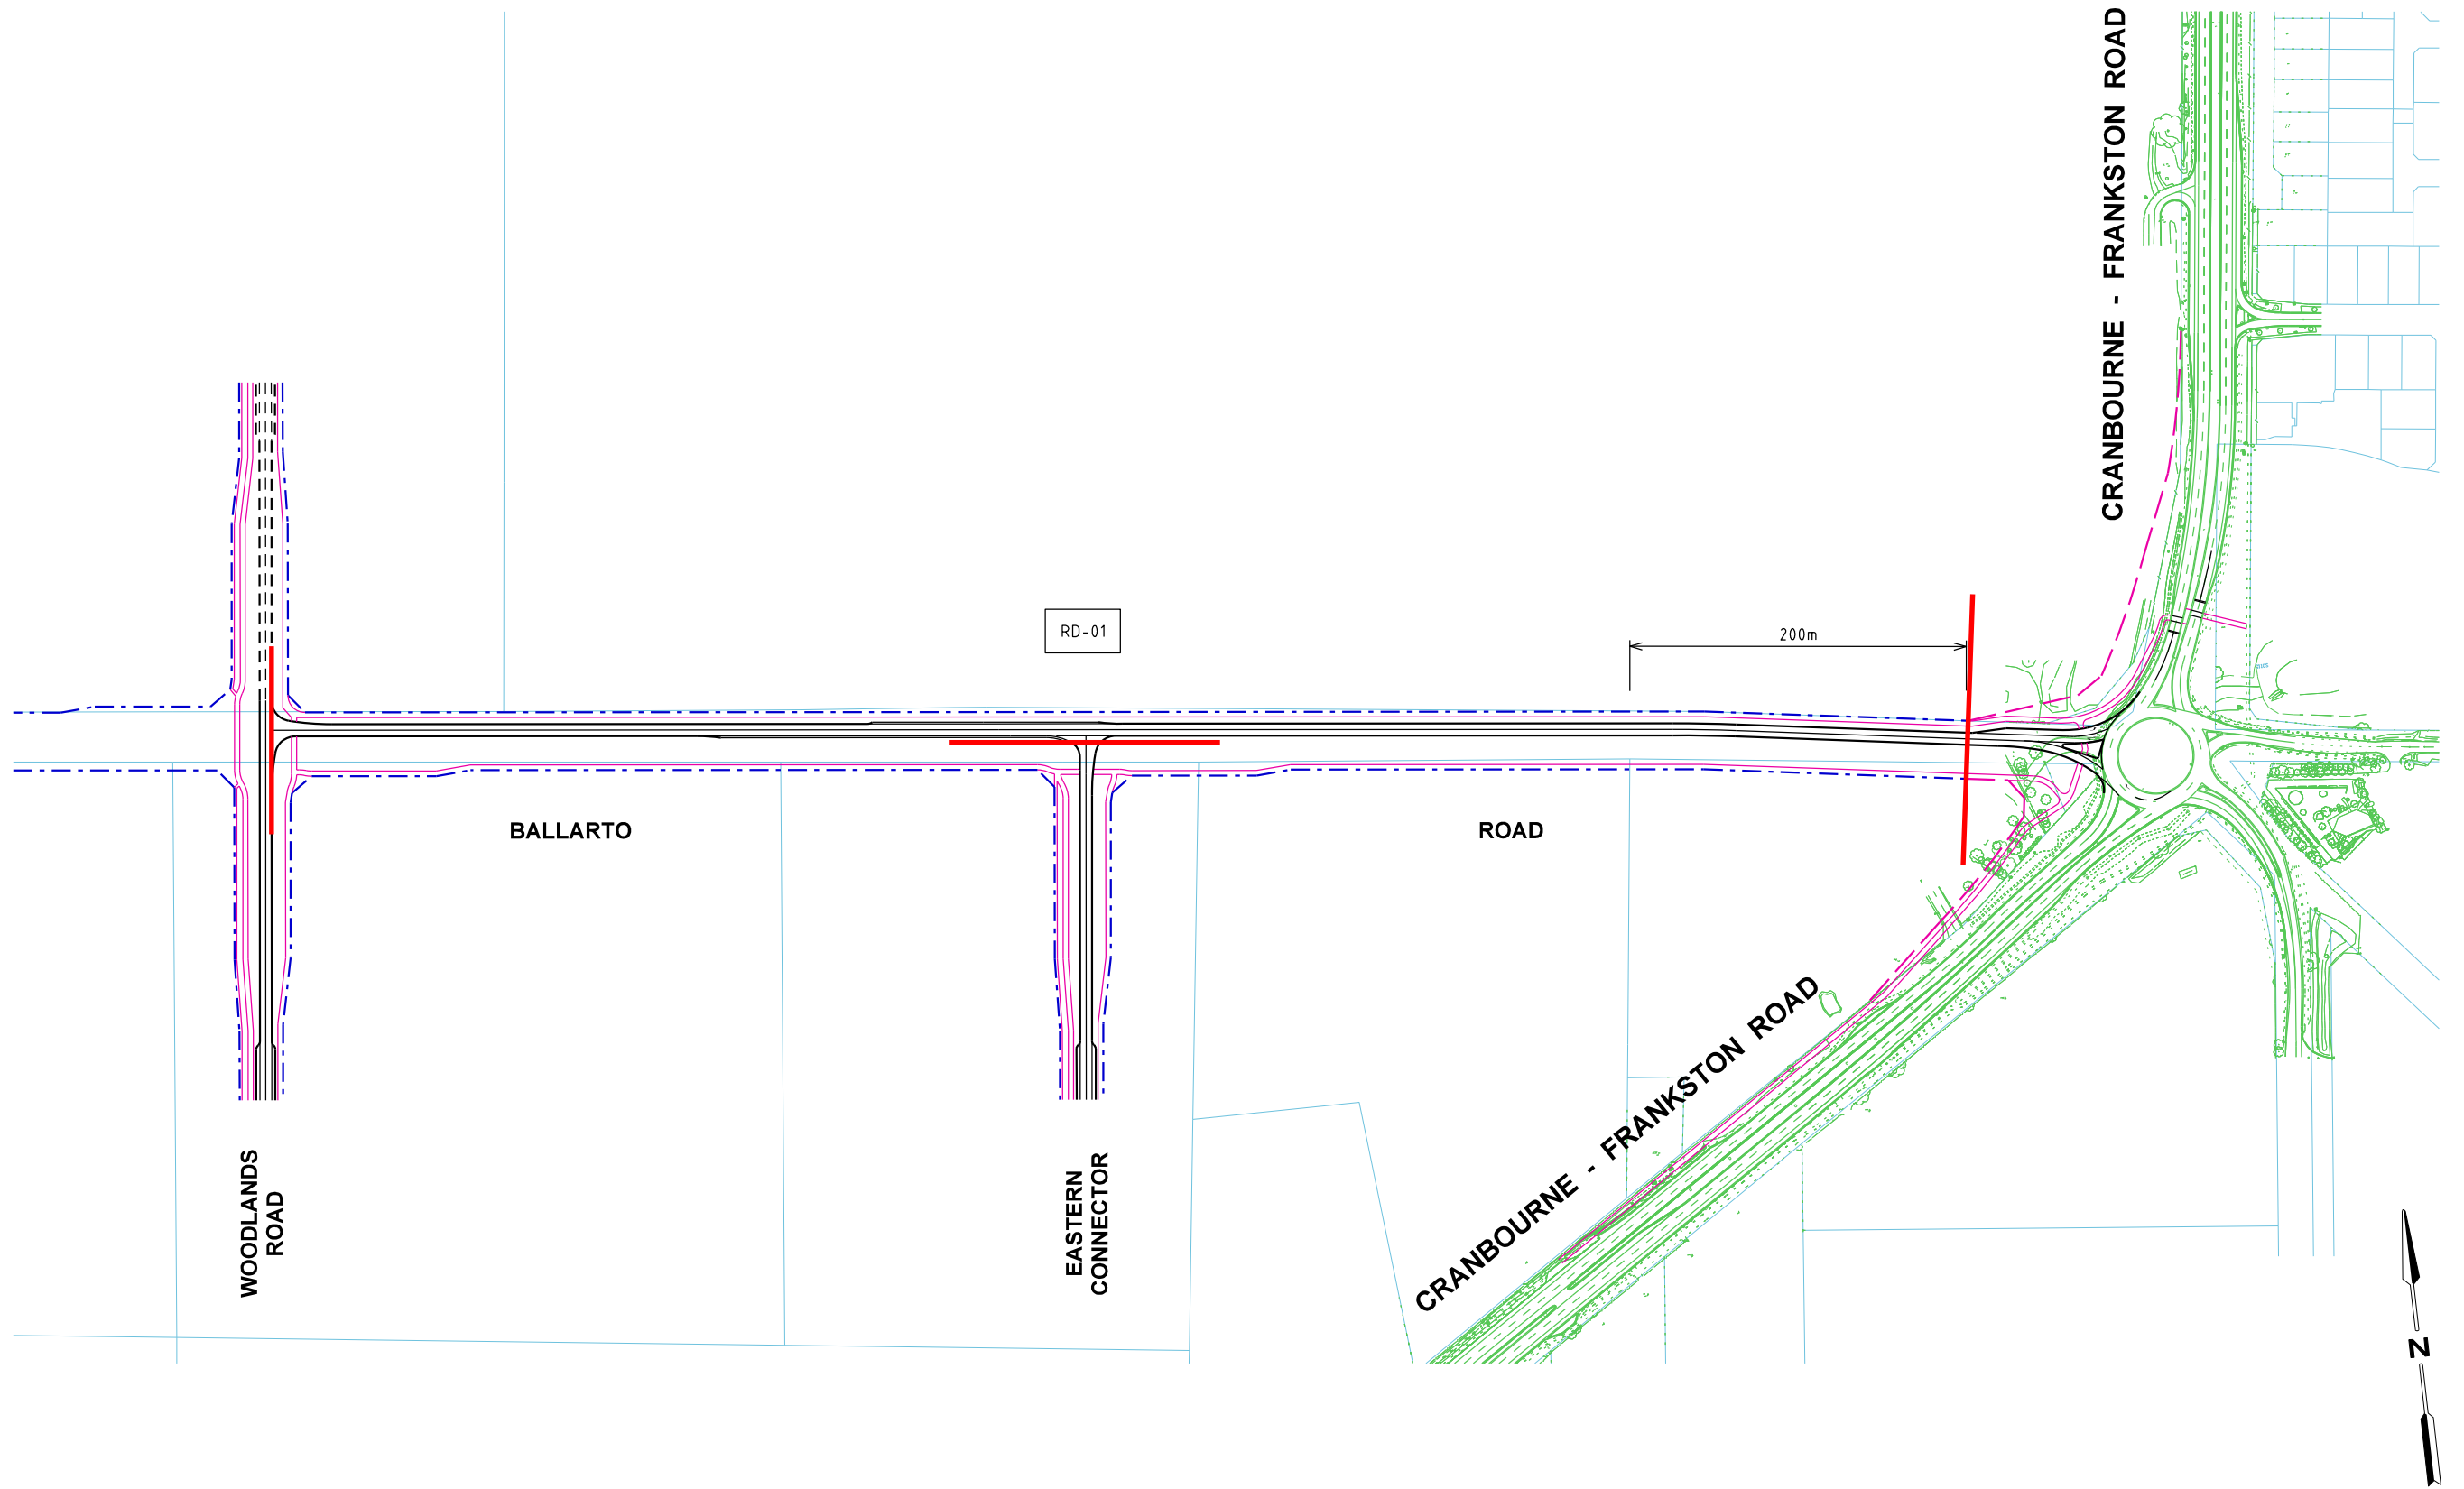 CRANBOURNE - FRANKSTON ROAD
RD-01
200m
BALLARTO
ROAD
CRANBOURNE - FRANKSTON ROAD
WOODLANDS
ROAD
EASTERN
CONNECTOR
N